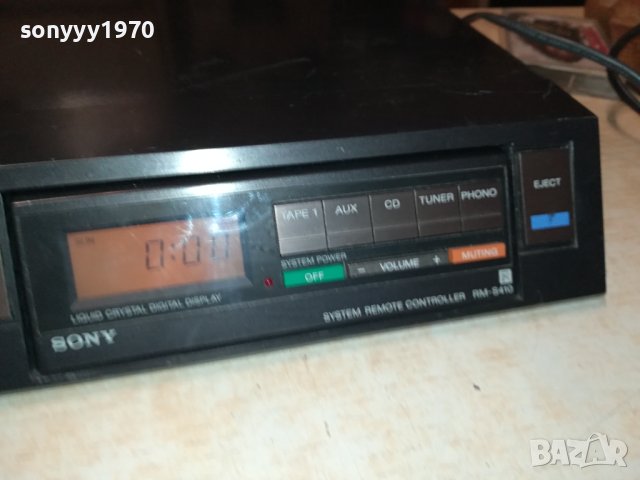 sonyyy1970
TAPE 1 AUX CD TUNER PHONO
EJECT
SUN
0:00
SYSTEM POWER
OFF
− VOLUME +
MUTING
LIQUID CRYSTAL DIGITAL DISPLAY
SYSTEM REMOTE CONTROLLER RM-S410
SONY
BAZAR